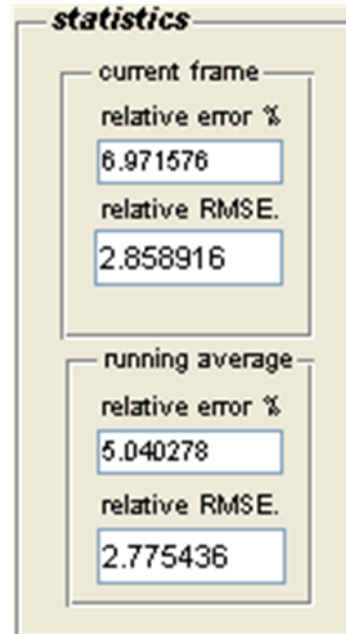 statistics
current frame
relative error %
6.971576
relative RMSE.
2.858916
running average
relative error %
5.040278
relative RMSE.
2.775436